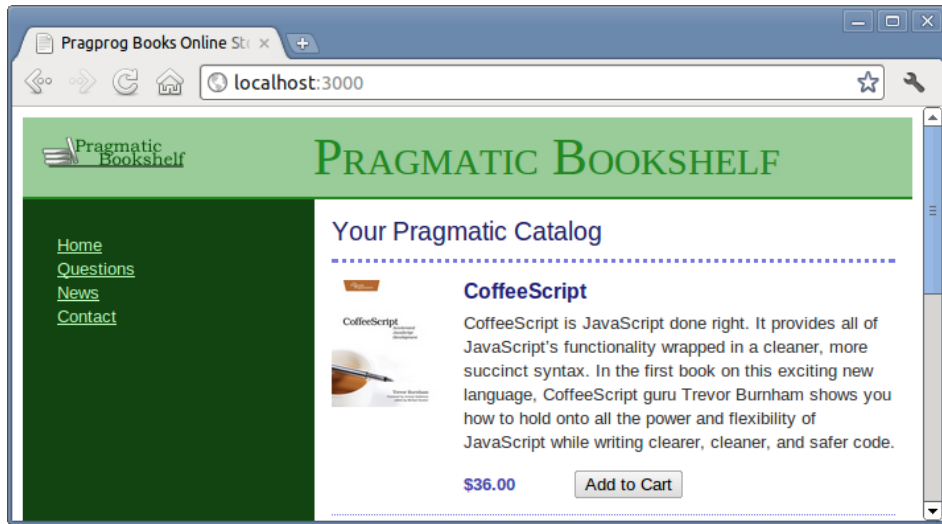 Pragprog Books Online St
localhost:3000
Pragmatic
Bookshelf
PRAGMATIC BOOKSHELF
Home
Questions
News
Contact
Your Pragmatic Catalog
CoffeeScript
CoffeeScript is JavaScript done right. It provides all of
JavaScript's functionality wrapped in a cleaner, more
succinct syntax. In the first book on this exciting new
language, CoffeeScript guru Trevor Burnham shows you
how to hold onto all the power and flexibility of
JavaScript while writing clearer, cleaner, and safer code.
$36.00
Add to Cart
CoffeeScript
Accelerated
JavaScript
Development
Trevor Burnham